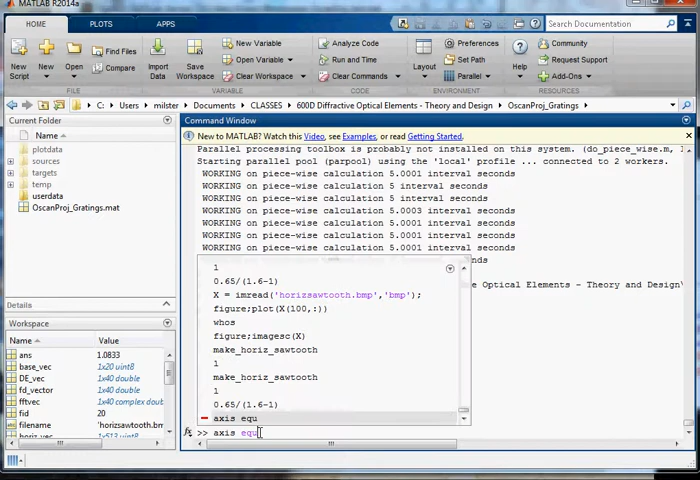 MATLAB R2014a
HOME PLOTS APPS
Search Documentation
New Script
New
Open
Find Files
Compare
Import Data
Save Workspace
New Variable
Open Variable
Clear Workspace
Analyze Code
Run and Time
Clear Commands
Layout
Preferences
Set Path
Parallel
Help
Community
Request Support
Add-Ons
FILE VARIABLE CODE ENVIRONMENT RESOURCES
C: Users milster Documents CLASSES 600D Diffractive Optical Elements - Theory and Design OscanProj_Gratings
Current Folder
Name
plotdata
sources
targets
temp
userdata
OscanProj_Gratings.mat
Details
Workspace
Name Value
ans 1.0833
base_vec 1x20 uint8
DE_vec 1x40 double
fd_vector 1x40 double
fftvec 1x40 complex double
fid 20
filename 'horizsawtooth.bm
horiz_vec 1x513 uint8
Command Window
New to MATLAB? Watch this Video, see Examples, or read Getting Started.
Parallel processing toolbox is probably not installed on this system. (do_piece_wise.m, l
Starting parallel pool (parpool) using the 'local' profile ... connected to 2 workers.
WORKING on piece-wise calculation 5.0001 interval seconds
WORKING on piece-wise calculation 5 interval seconds
WORKING on piece-wise calculation 5 interval seconds
WORKING on piece-wise calculation 5.0003 interval seconds
WORKING on piece-wise calculation 5.0001 interval seconds
WORKING on piece-wise calculation 5.0001 interval seconds
WORKING on piece-wise calculation 5.0001 interval seconds
nds
e Optical Elements - Theory and Design\
1
0.65/(1.6-1)
X = imread('horizsawtooth.bmp','bmp');
figure;plot(X(100,:))
whos
figure;imagesc(X)
make_horiz_sawtooth
1
make_horiz_sawtooth
1
0.65/(1.6-1)
axis equ
fx >> axis equ